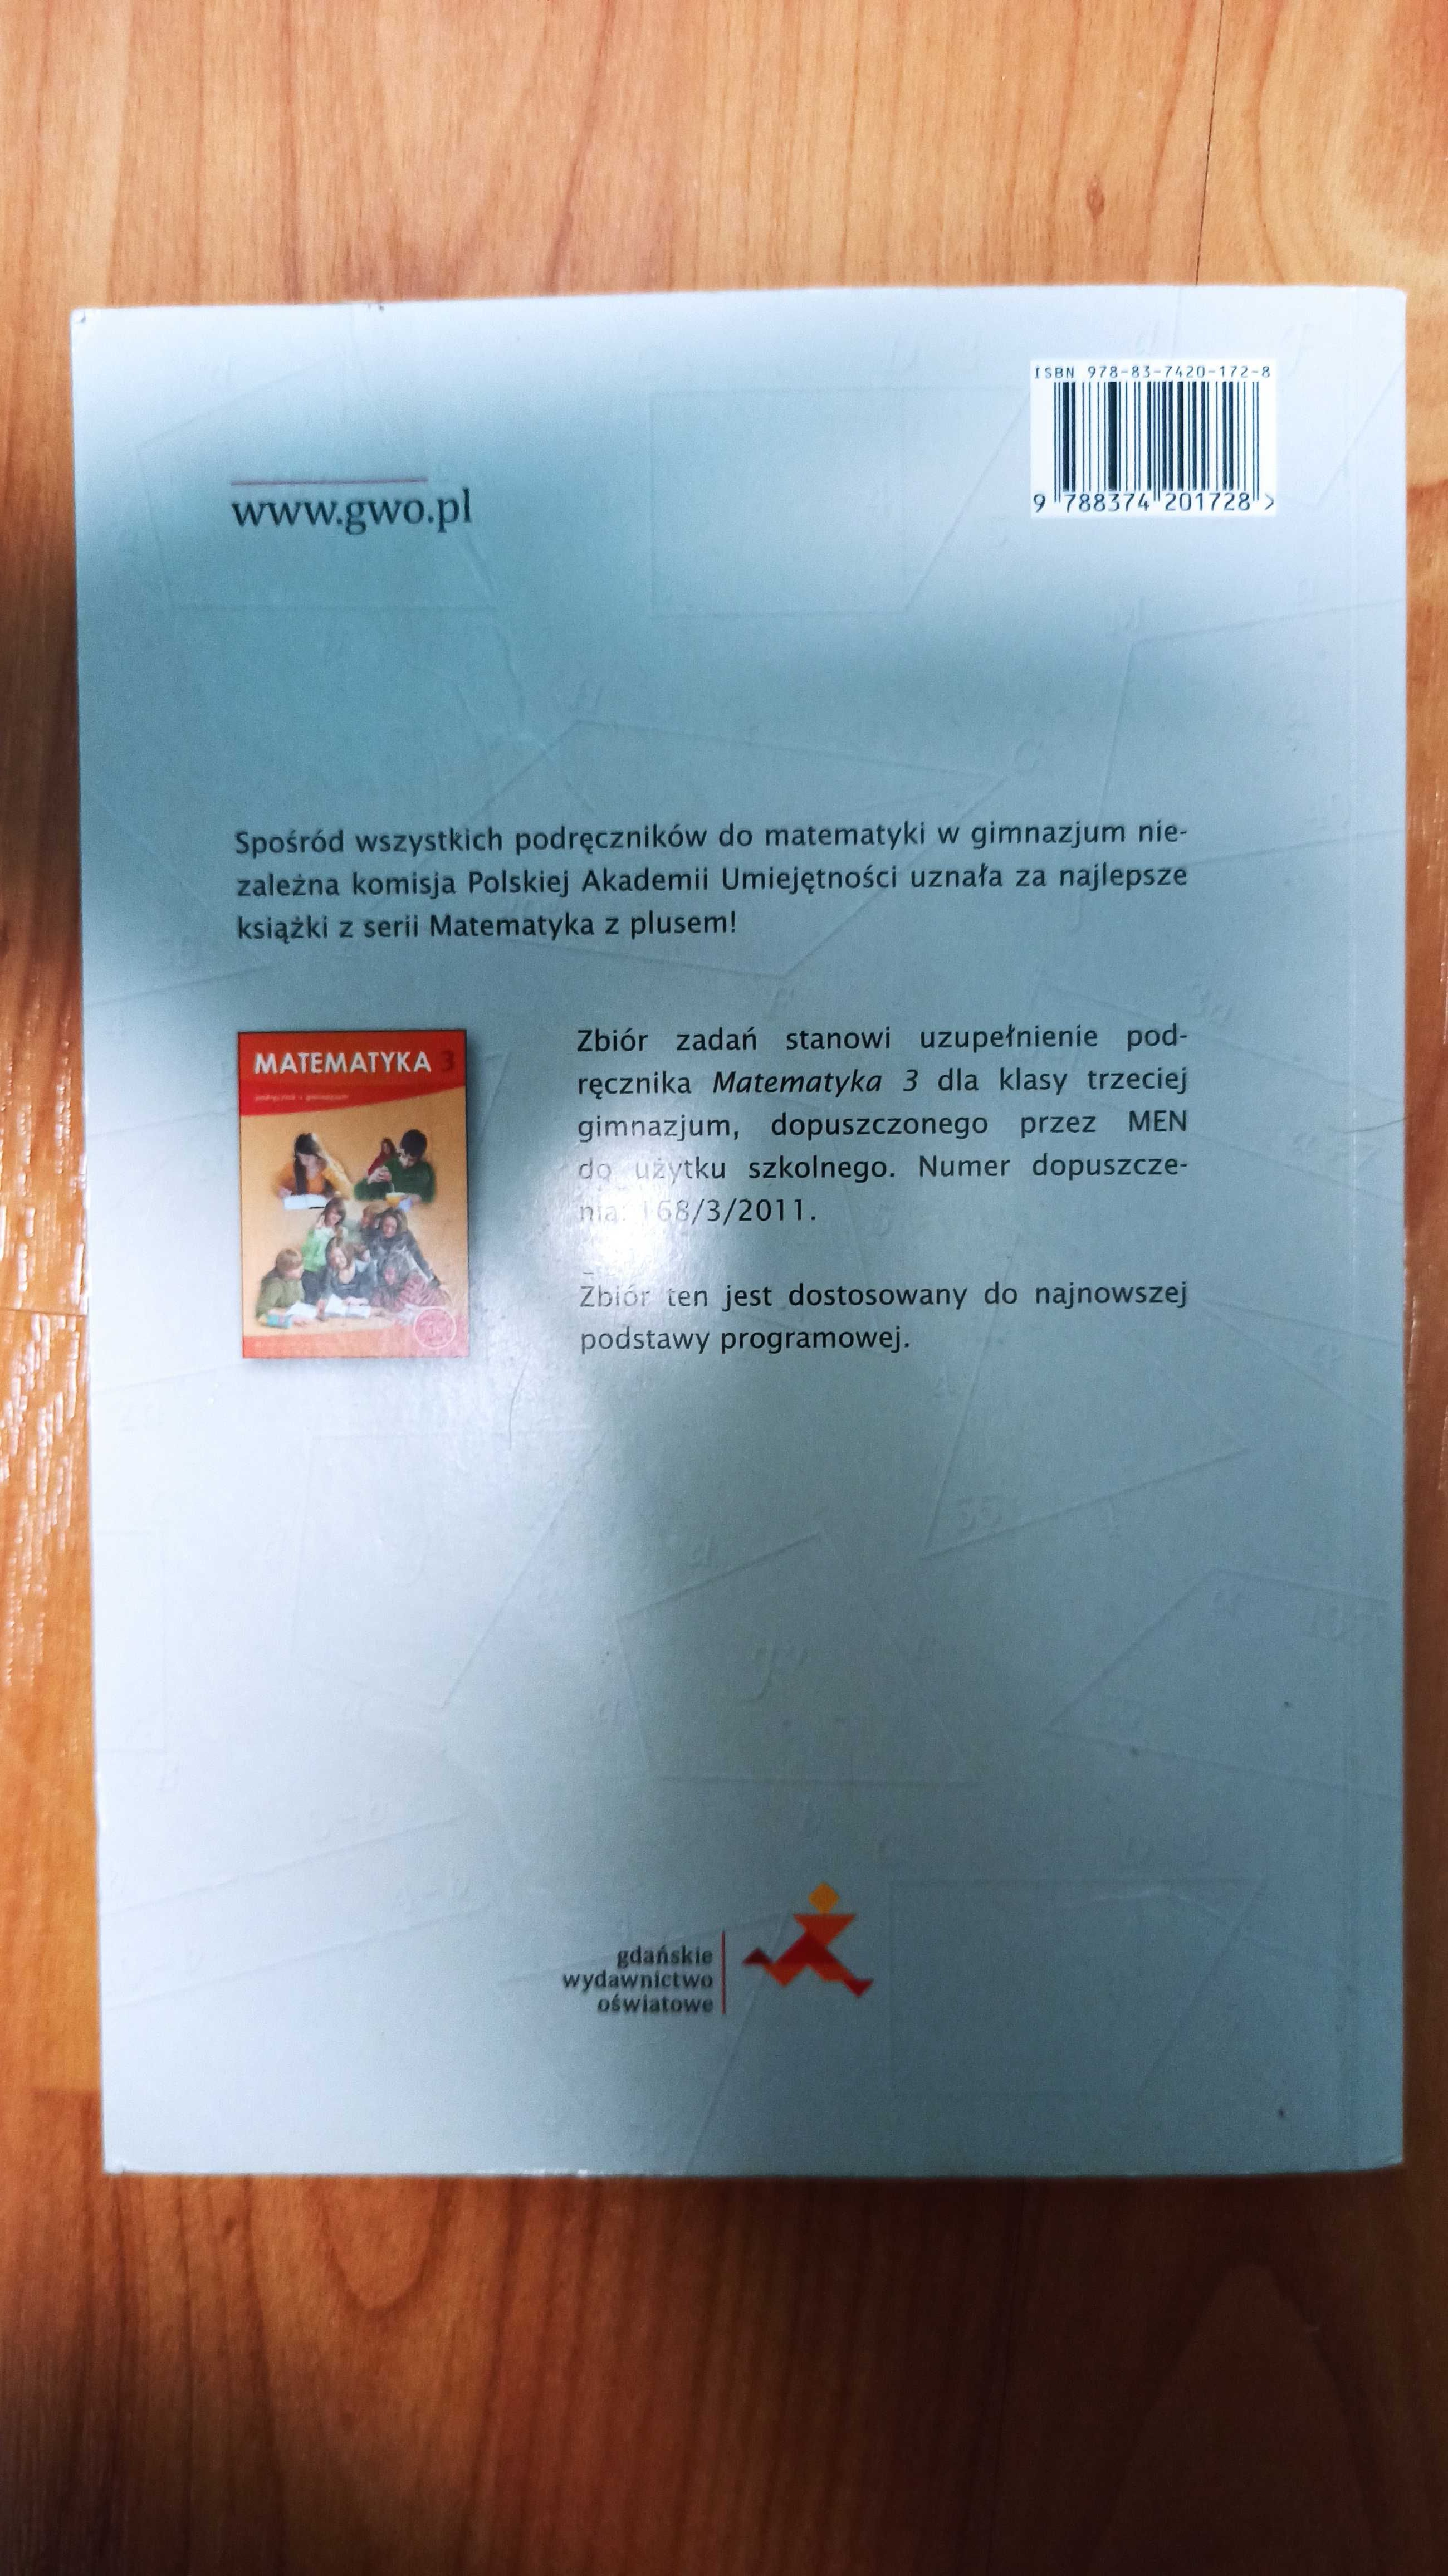 ISBN 978-83-7420-172-8
9 788374 201728 >
www.gwo.pl
Spośród wszystkich podręczników do matematyki w gimnazjum nie-
zależna komisja Polskiej Akademii Umiejętności uznała za najlepsze
książki z serii Matematyka z plusem!
MATEMATYKA 3
Zbiór zadań stanowi uzupełnienie pod-
ręcznika Matematyka 3 dla klasy trzeciej
gimnazjum, dopuszczonego przez MEN
do użytku szkolnego. Numer dopuszcze-
nia: 168/3/2011.
Zbiór ten jest dostosowany do najnowszej
podstawy programowej.
gdańskie
wydawnictwo
oświatowe